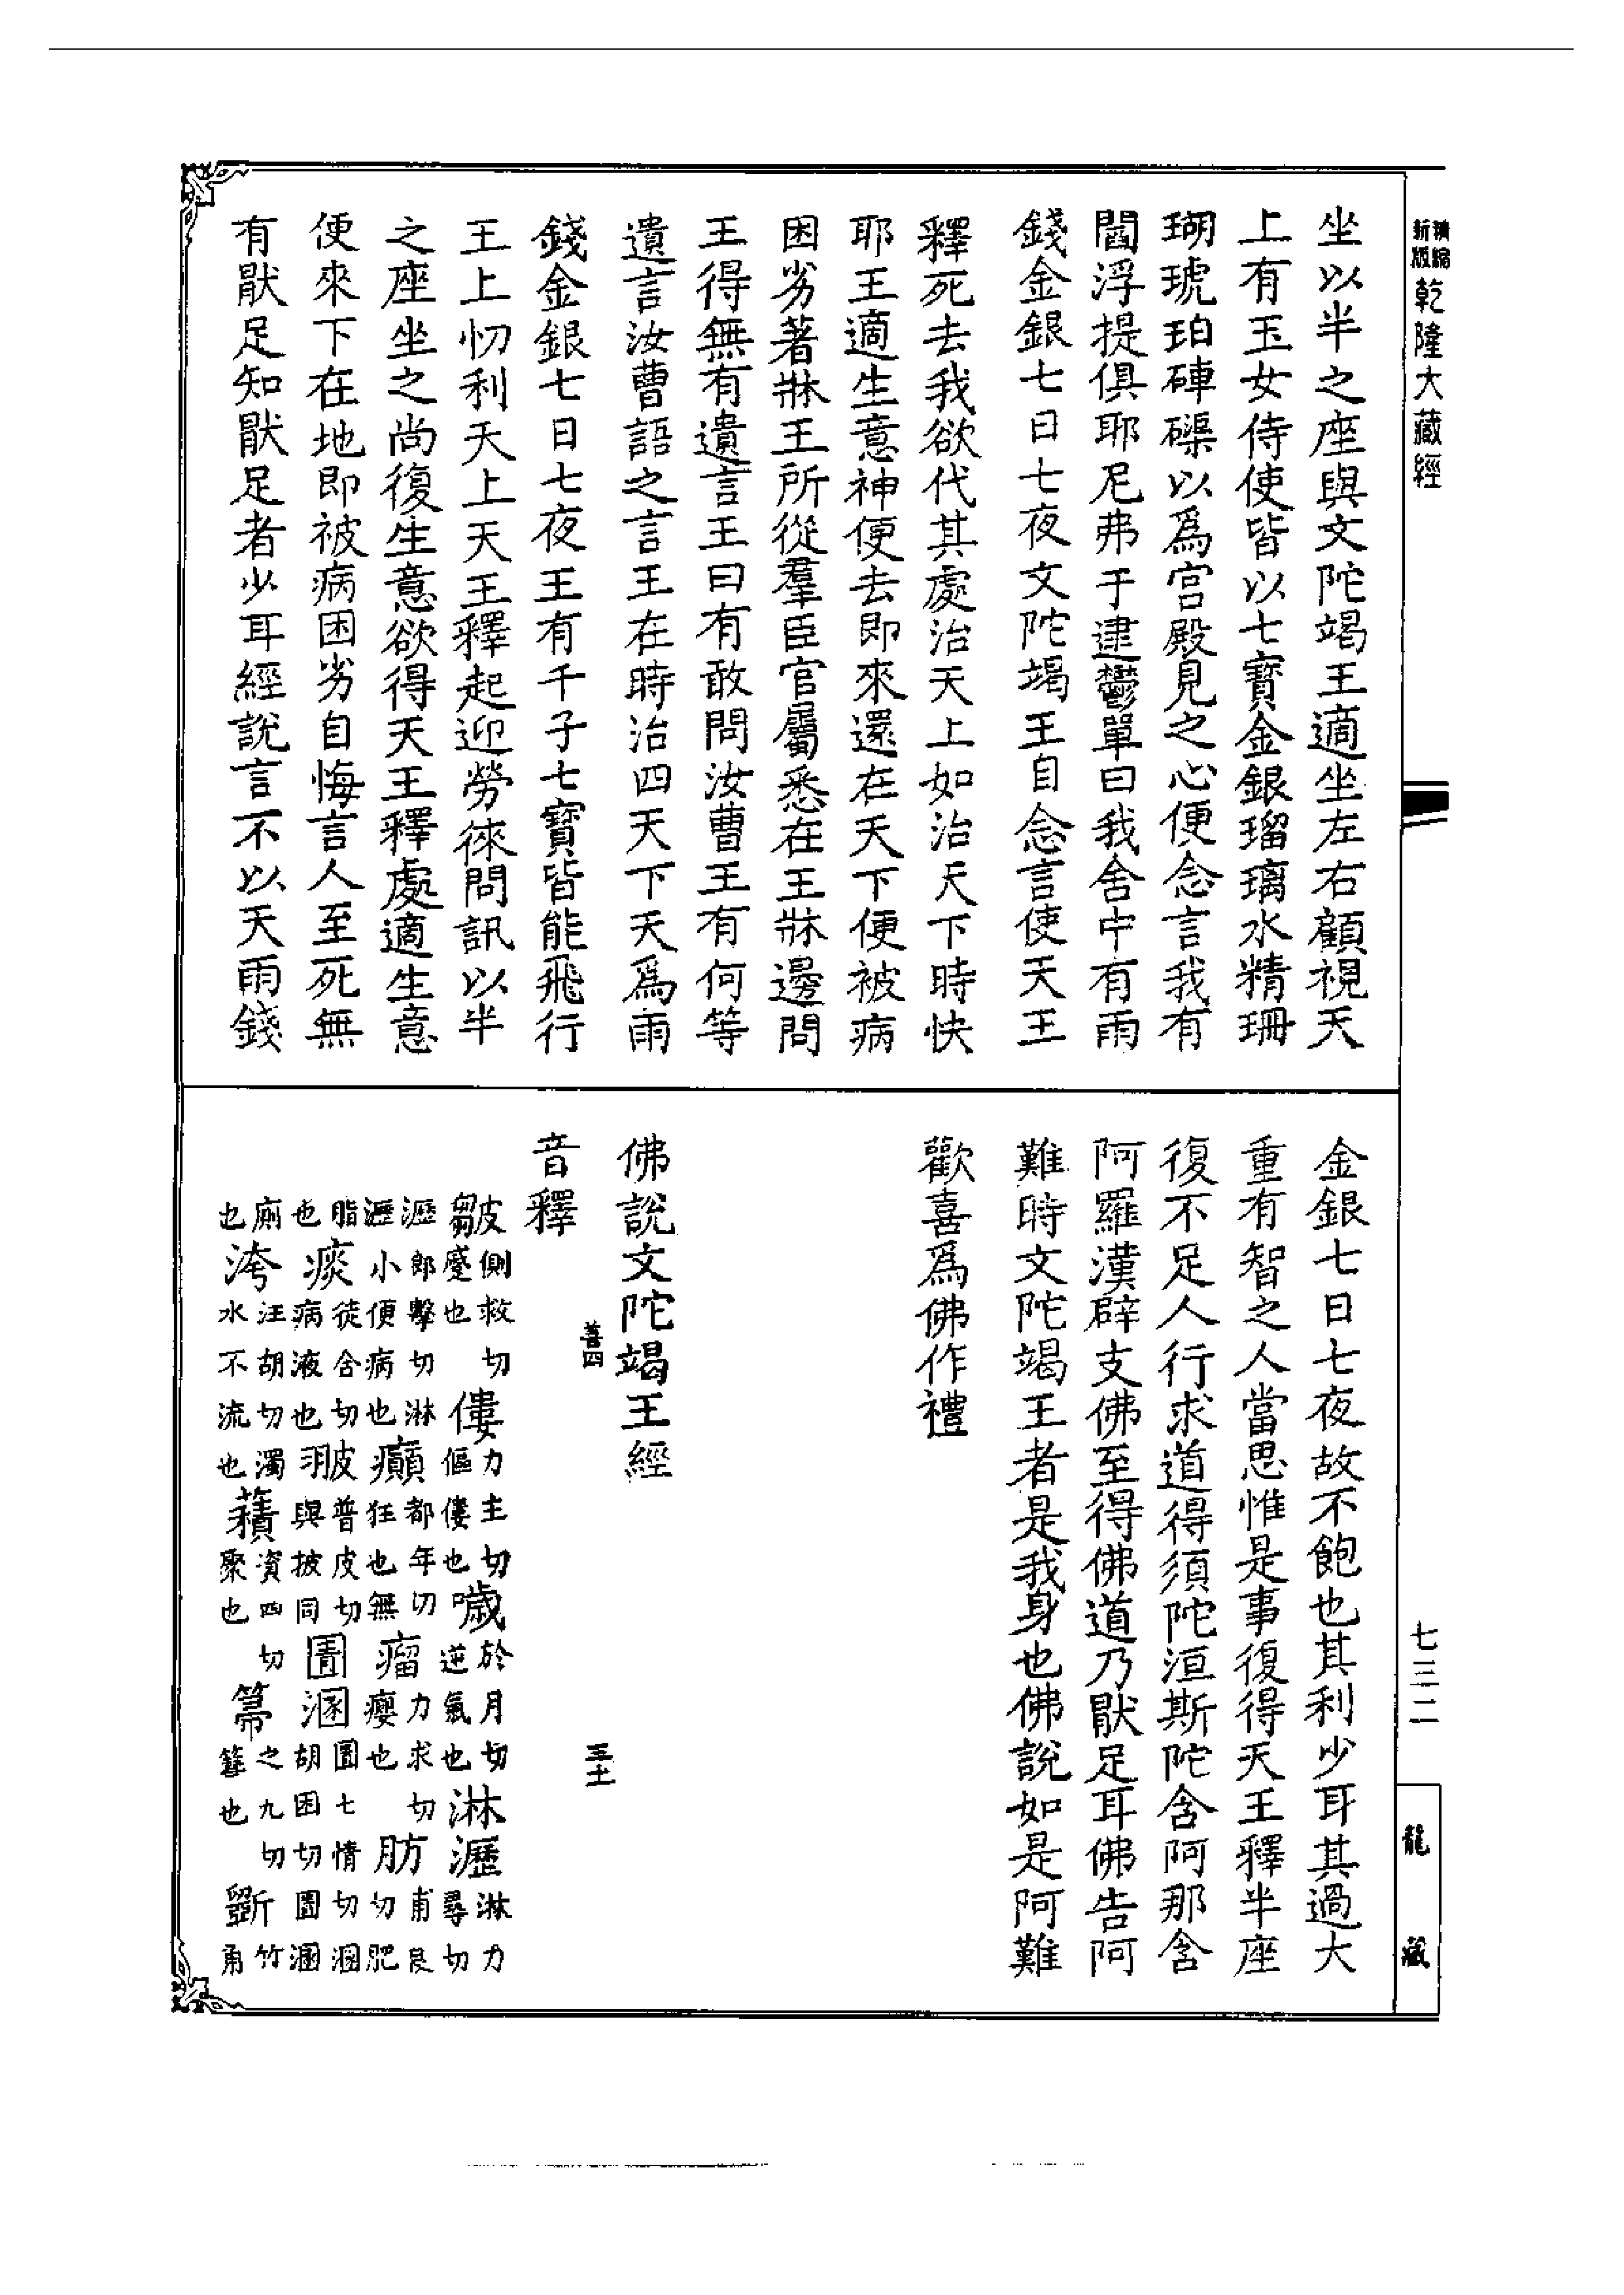 精縮
新版
乾隆大藏經
坐以半之座與文陀竭王適坐左右顧視天
上有玉女侍使皆以七寶金銀瑠璃水精珊
瑚琥珀硨磲以爲宫殿見之心便念言我有
閻浮提俱耶尼弗于逮鬱單曰我舍中有雨
錢金銀七日七夜文陀竭王自念言使天王
釋死去我欲代其處治天上如治天下時快
耶王適生意神便去即來還在天下便被病
困劣著牀王所從羣臣官屬悉在王牀邊問
王得無有遺言王曰有敢問汝曹王有何等
遺言汝曹語之言王在時治四天下天爲雨
錢金銀七日七夜王有千子七寶皆能飛行
王上忉利天上天王釋起迎勞徠問訊以半
之座坐之尚復生意欲得天王釋處適生意
便來下在地即被病困劣自悔言人至死無
有猒足知猒足者少耳經說言不以天雨錢
金銀七日七夜故不飽也其利少耳其過大
重有智之人當思惟是事復得天王釋半座
復不足人行求道得須陀洹斯陀含阿那含
阿羅漢辟支佛至得佛道乃猒足耳佛告阿
難時文陀竭王者是我身也佛說如是阿難
歡喜爲佛作禮
佛說文陀竭王經
善四
音釋
皺側救切蹙也 僂力主切傴僂也 噦於月切逆氣也 淋瀝淋力尋切
瀝郎擊切淋瀝小便病也 癲都年切狂也無 瘤力求切癭也 肪甫良切肥
脂也 痰徒含切病液也 㿺普皮切與披同 圊溷圊七情切溷胡困切圊溷
廁也 洿汪胡切濁水不流也 積資四切聚也 箒之九切篲也 斵竹
七三二
龍藏